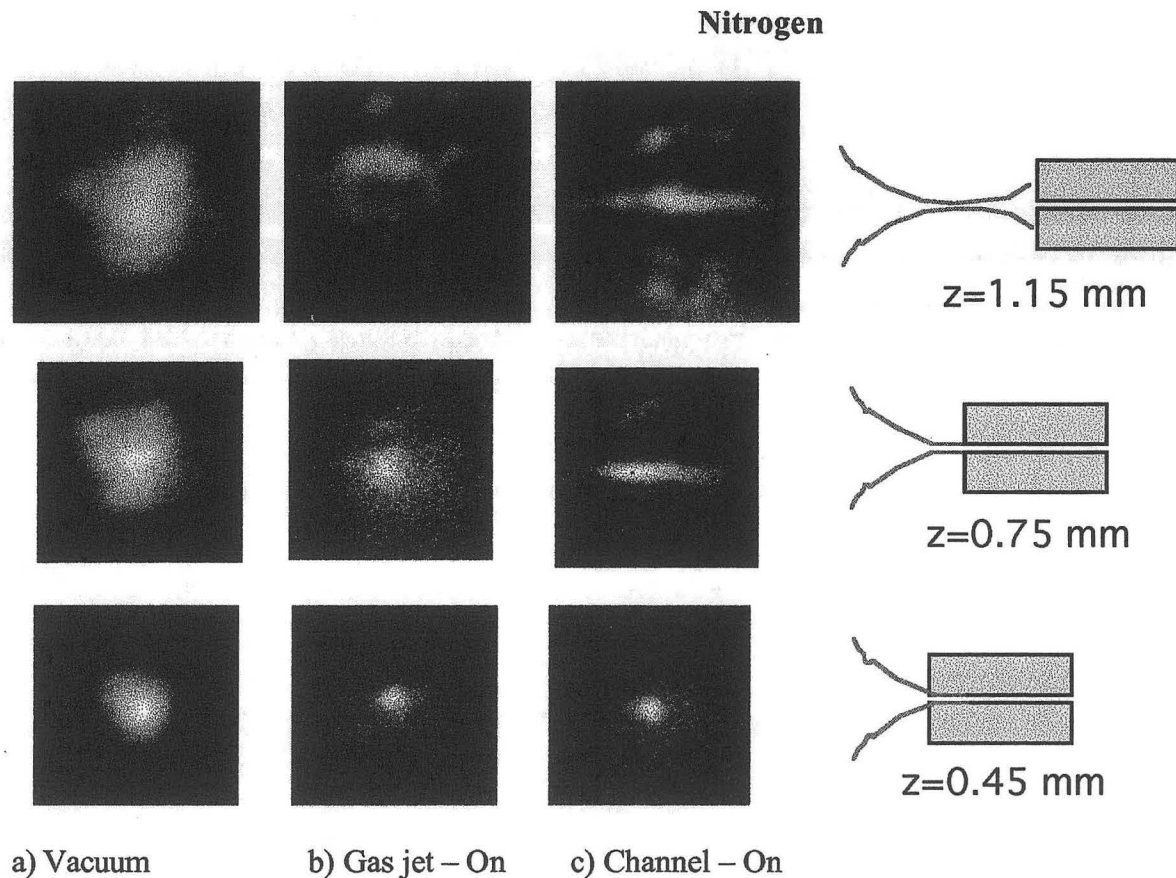 Nitrogen
z=1.15 mm
z=0.75 mm
z=0.45 mm
a) Vacuum
b) Gas jet – On
c) Channel – On